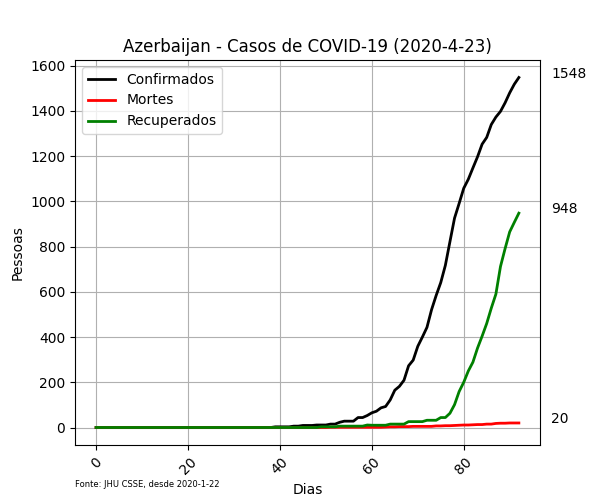 Azerbaijan - Casos de COVID-19 (2020-4-23)
Confirmados
Mortes
Recuperados
1600
1400
1200
1000
800
600
400
200
0
Pessoas
1548
948
20
0
20
40
60
80
Dias
Fonte: JHU CSSE, desde 2020-1-22